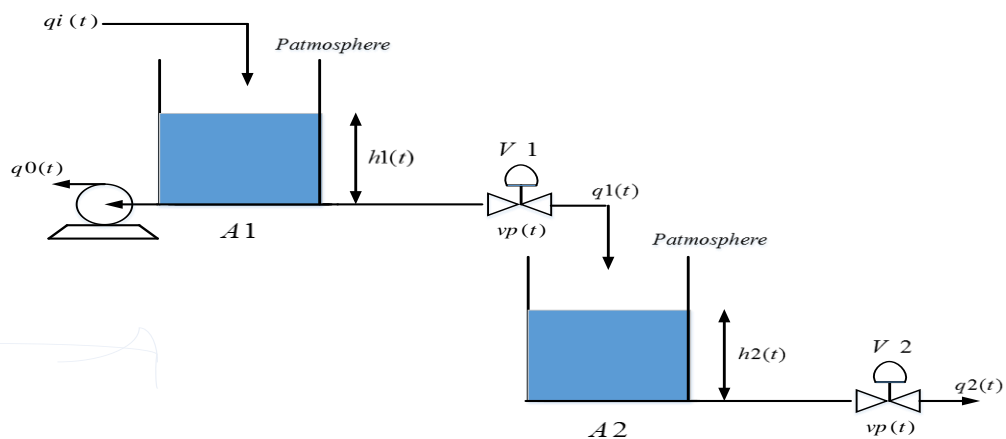 qi(t)
Patmosphere
h1(t)
V 1
q0(t)
q1(t)
A1
vp(t)
Patmosphere
h2(t)
V 2
q2(t)
A2
vp(t)